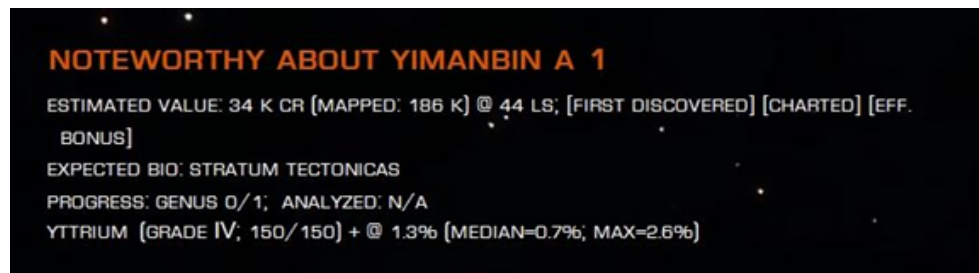 NOTEWORTHY ABOUT YIMANBIN A 1
ESTIMATED VALUE: 34 K CR (MAPPED: 186 K) @ 44 LS; [FIRST DISCOVERED] [CHARTED] [EFF.
BONUS]
EXPECTED BIO: STRATUM TECTONICAS
PROGRESS: GENUS 0/1; ANALYZED: N/A
YTTRIUM (GRADE IV; 150/150) + @ 1.3% (MEDIAN=0.7%; MAX=2.6%)